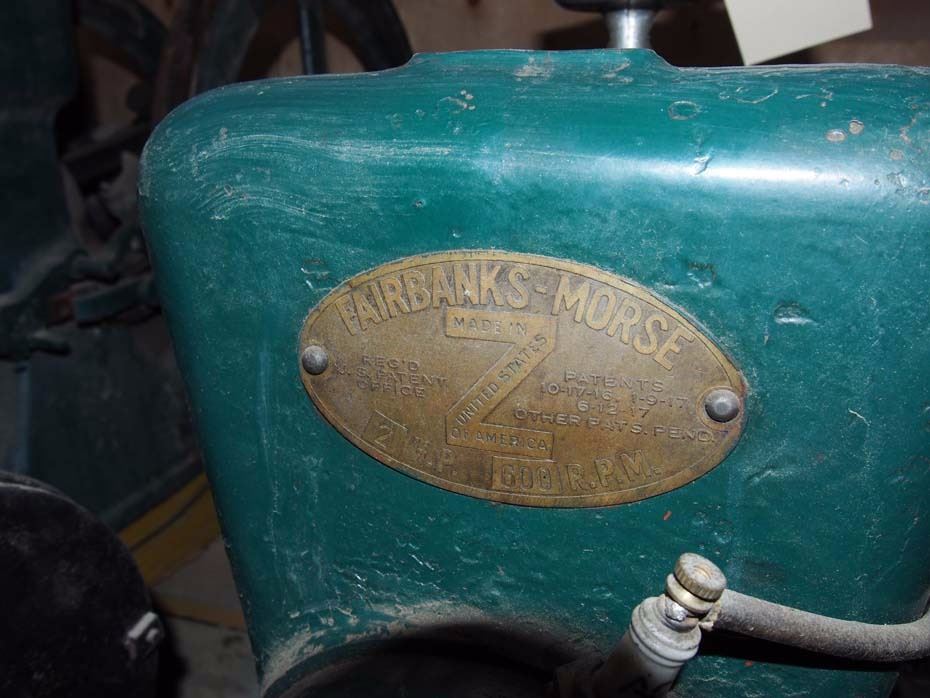 FAIRBANKS-MORSE
MADE IN
UNITED STATES
OF AMERICA
Z
REG'D
U.S. PATENT
OFFICE
PATENTS
10-17-16, 1-9-17,
6-12-17
OTHER PATS. PEND.
2 H.P.
600 R.P.M.